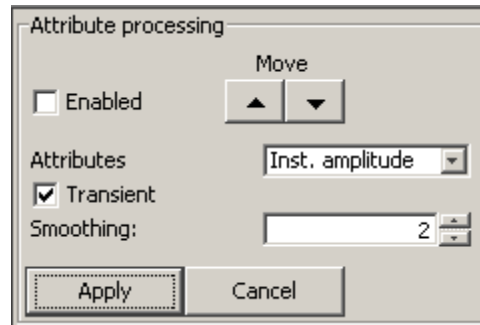 Attribute processing
Move
Enabled
Attributes Inst. amplitude
Transient
Smoothing: 2
Apply Cancel